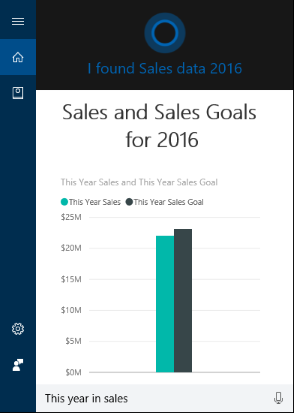 I found Sales data 2016
Sales and Sales Goals
for 2016
This Year Sales and This Year Sales Goal
This Year Sales This Year Sales Goal
$25M
$20M
$15M
$10M
$5M
$0M
This year in sales